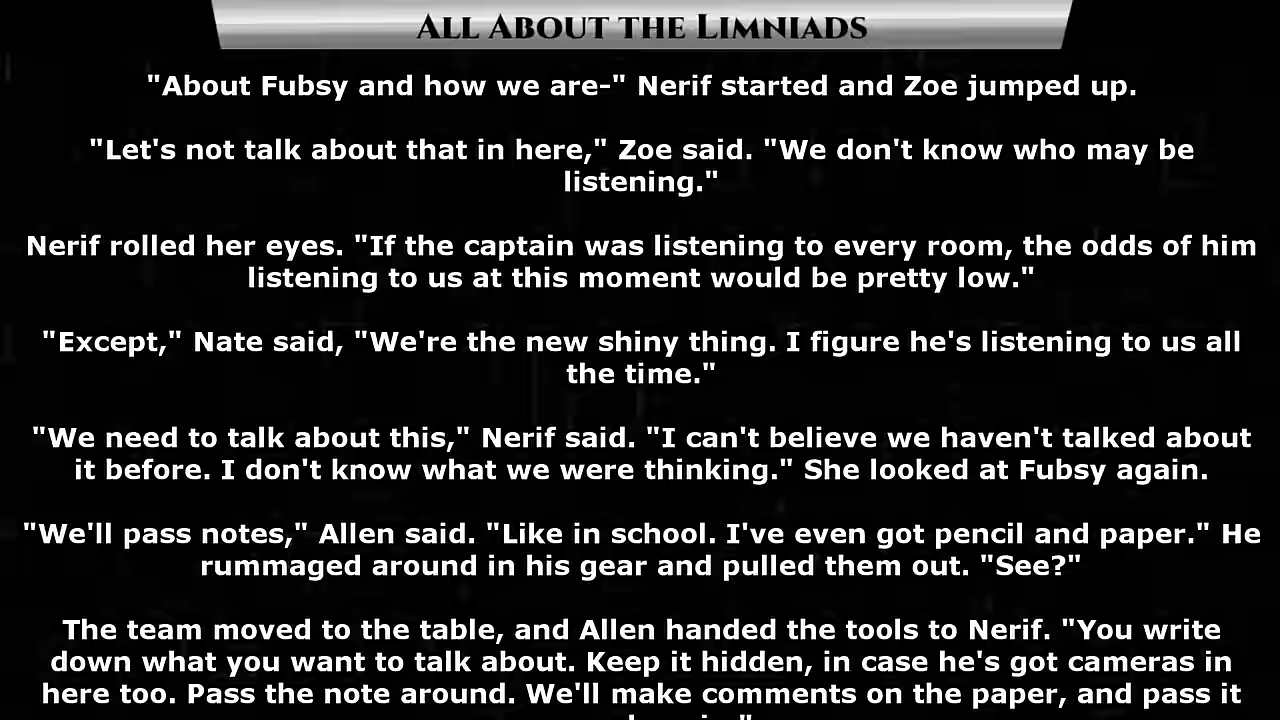 All About the Limniads
"About Fubsy and how we are-" Nerif started and Zoe jumped up.
"Let's not talk about that in here," Zoe said. "We don't know who may be
listening."
Nerif rolled her eyes. "If the captain was listening to every room, the odds of him
listening to us at this moment would be pretty low."
"Except," Nate said, "We're the new shiny thing. I figure he's listening to us all
the time."
"We need to talk about this," Nerif said. "I can't believe we haven't talked about
it before. I don't know what we were thinking." She looked at Fubsy again.
"We'll pass notes," Allen said. "Like in school. I've even got pencil and paper." He
rummaged around in his gear and pulled them out. "See?"
The team moved to the table, and Allen handed the tools to Nerif. "You write
down what you want to talk about. Keep it hidden, in case he's got cameras in
here too. Pass the note around. We'll make comments on the paper, and pass it